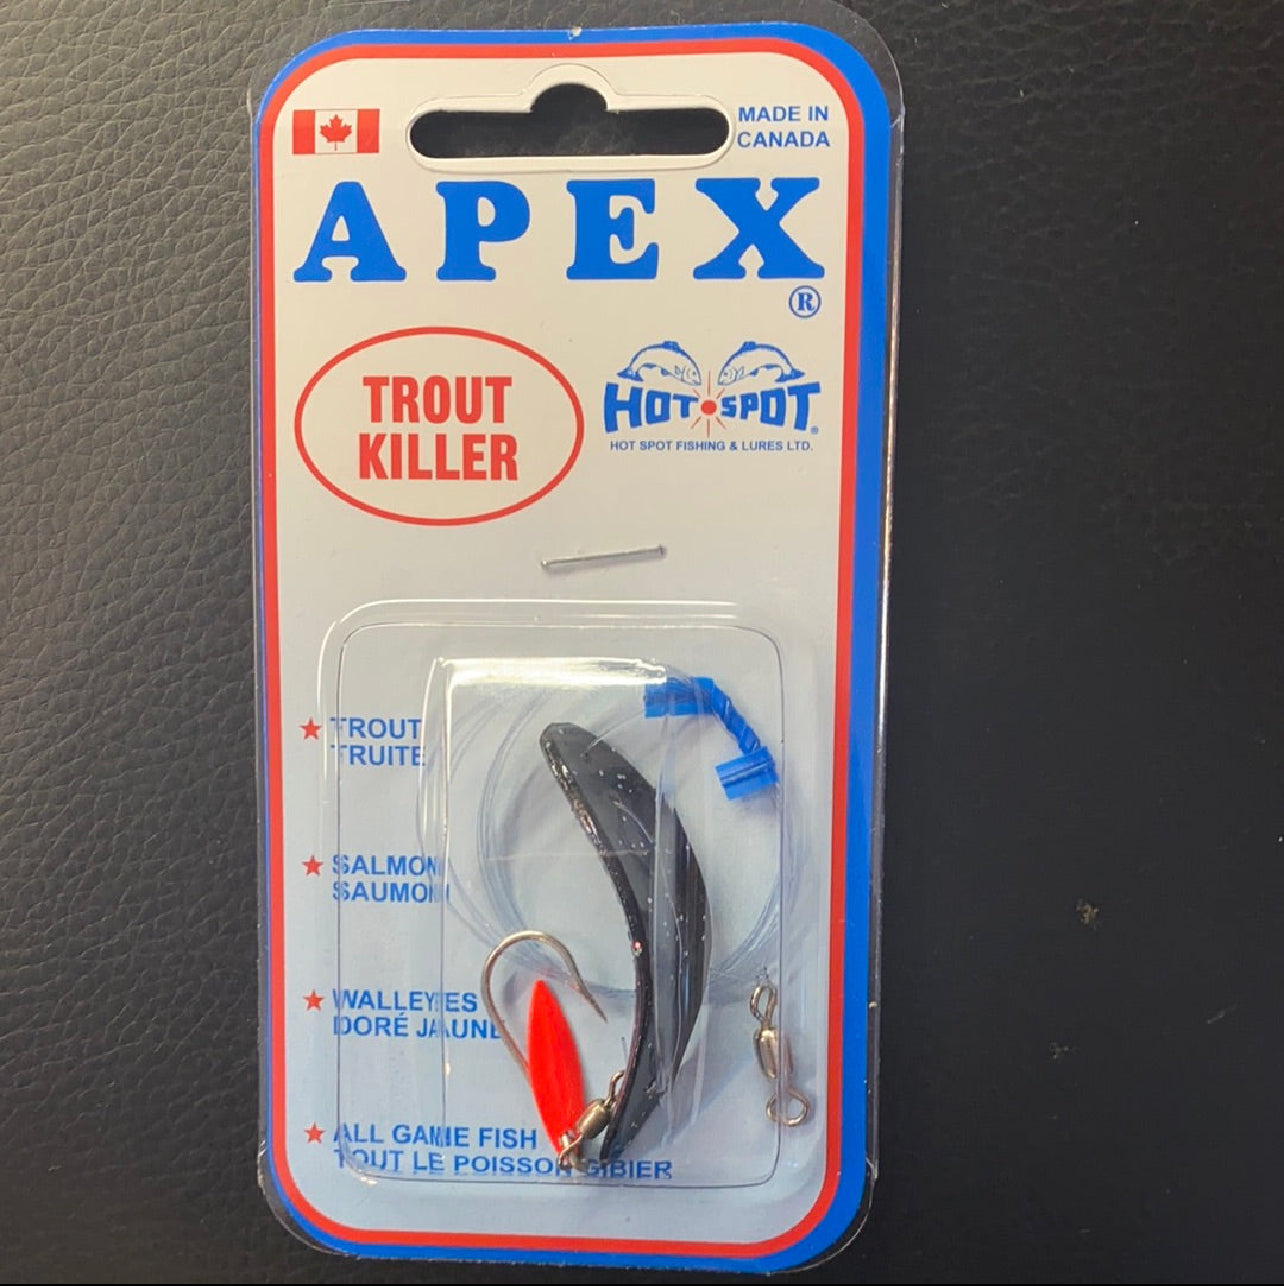 MADE IN
CANADA
APEX
®
TROUT
KILLER
HOT SPOT®
HOT SPOT FISHING & LURES LTD.
TROUT
TRUITE
SALMON
SAUMON
WALLEYES
DORÉ JAUNE
ALL GAME FISH
TOUT LE POISSON GIBIER